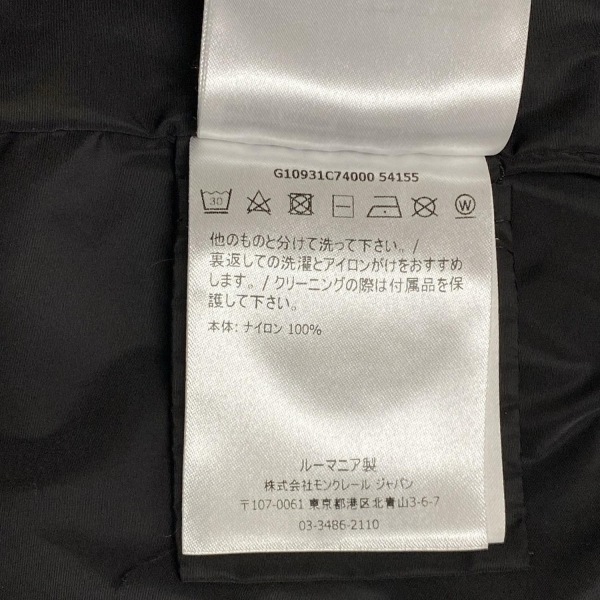 G10931C74000 54155
30
W
他のものと分けて洗って下さい。/
裏返しての洗濯とアイロンがけをおすすめ
します。/クリーニングの際は付属品を保
護して下さい。
本体: ナイロン 100%
ルーマニア製
株式会社モンクレール ジャパン
〒107-0061 東京都港区北青山3-6-7
03-3486-2110